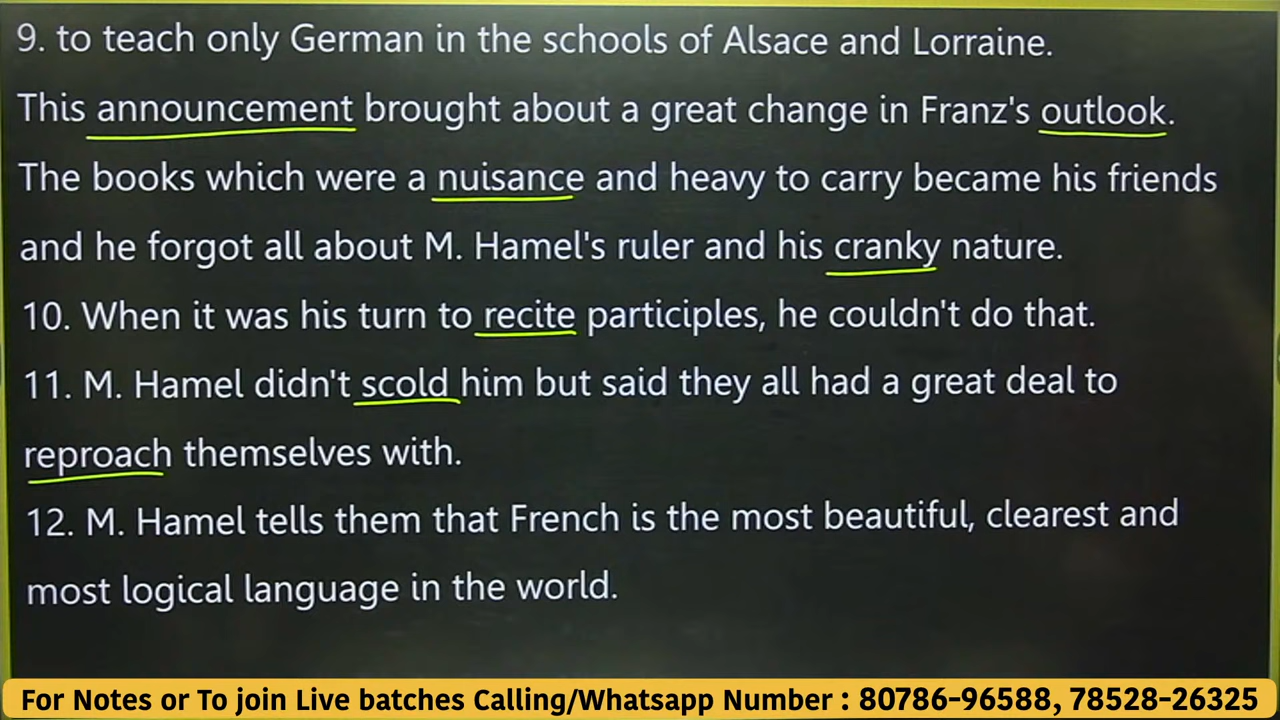 9. to teach only German in the schools of Alsace and Lorraine.
This announcement brought about a great change in Franz's outlook.
The books which were a nuisance and heavy to carry became his friends
and he forgot all about M. Hamel's ruler and his cranky nature.
10. When it was his turn to recite participles, he couldn't do that.
11. M. Hamel didn't scold him but said they all had a great deal to
reproach themselves with.
12. M. Hamel tells them that French is the most beautiful, clearest and
most logical language in the world.
For Notes or To join Live batches Calling/Whatsapp Number : 80786-96588, 78528-26325